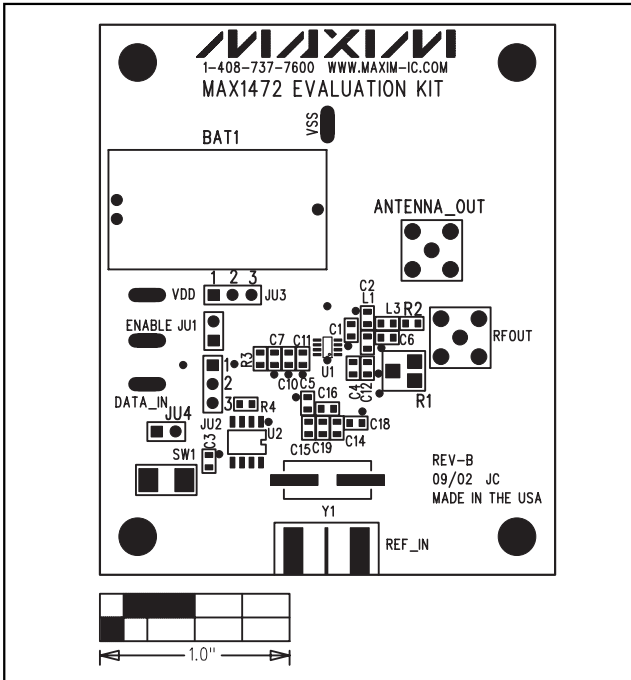 MAXIM
1-408-737-7600 WWW.MAXIM-IC.COM
MAX1472 EVALUATION KIT
VSS
BAT1
ANTENNA_OUT
1 2 3
VDD
JU3
C2
L1
L3 R2
ENABLE JU1
C1
RFOUT
C6
C7 C11
R3
U1
1
2
3
C10 C5
C4
C12
R1
DATA_IN
JU2
R4
C16
JU4
U2
C18
SW1
C3
C15 C19 C14
REV-B
09/02 JC
MADE IN THE USA
Y1
REF_IN
1.0"